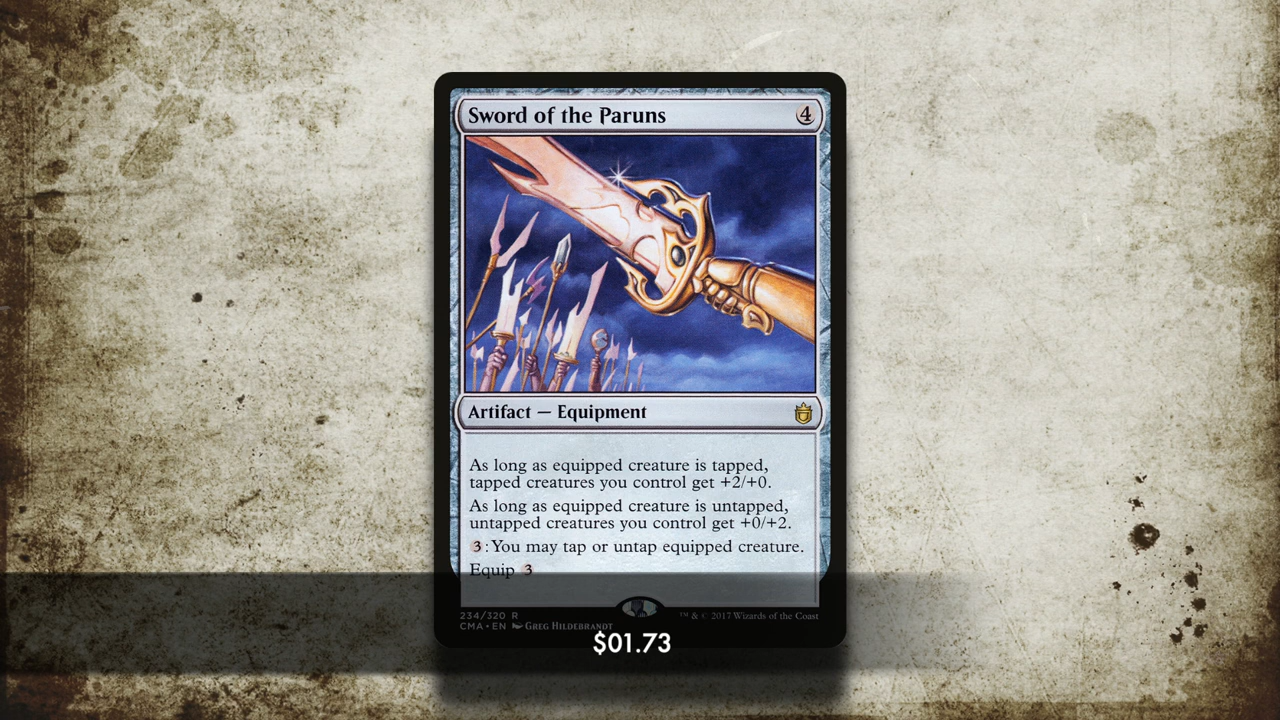 Sword of the Paruns 4
Artifact — Equipment
As long as equipped creature is tapped,
tapped creatures you control get +2/+0.
As long as equipped creature is untapped,
untapped creatures you control get +0/+2.
3:You may tap or untap equipped creature.
Equip 3
234/320 R ™ & © 2017 Wizards of the Coast
CMA • EN Greg Hildebrandt
$01.73